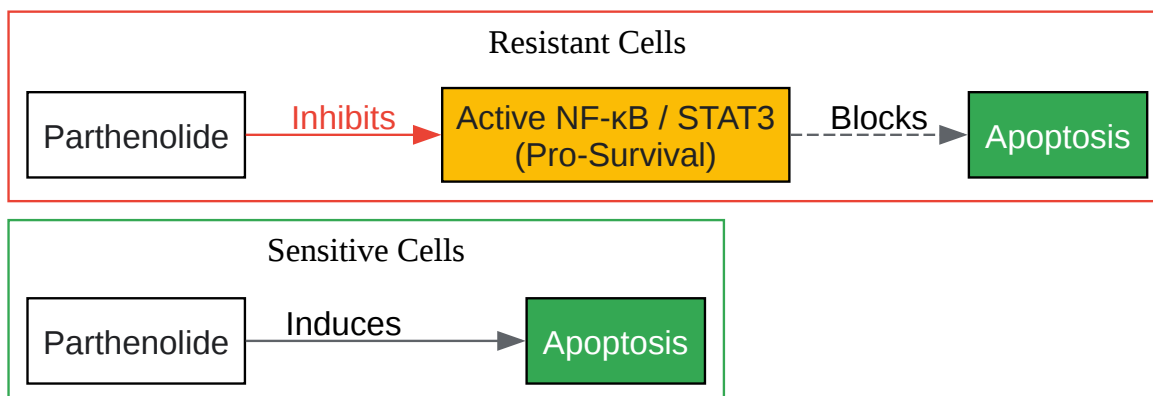 Resistant Cells
Parthenolide
Inhibits
Active NF-κB / STAT3
(Pro-Survival)
Blocks
Apoptosis
Sensitive Cells
Parthenolide
Induces
Apoptosis